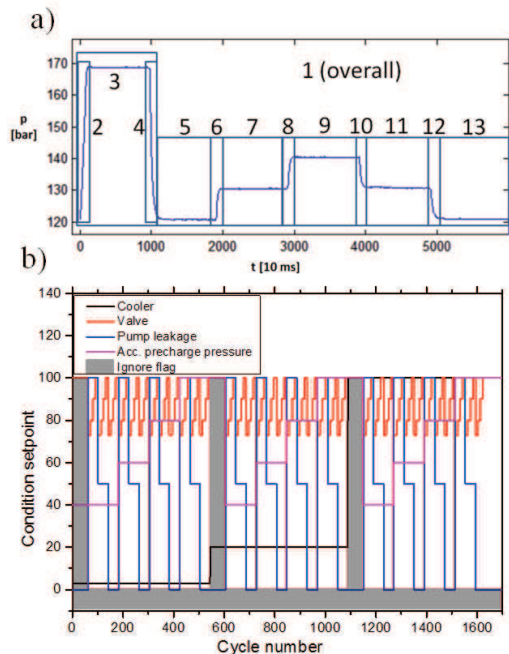 a)
170
160
150
140
130
120
p
[bar]
1 (overall)
3
2 4 5 6 7 8 9 10 11 12 13
0 1000 2000 3000 4000 5000
t [10 ms]
b)
140
120
100
80
60
40
20
0
Condition setpoint
Cooler
Valve
Pump leakage
Acc. precharge pressure
Ignore flag
0 200 400 600 800 1000 1200 1400 1600
Cycle number